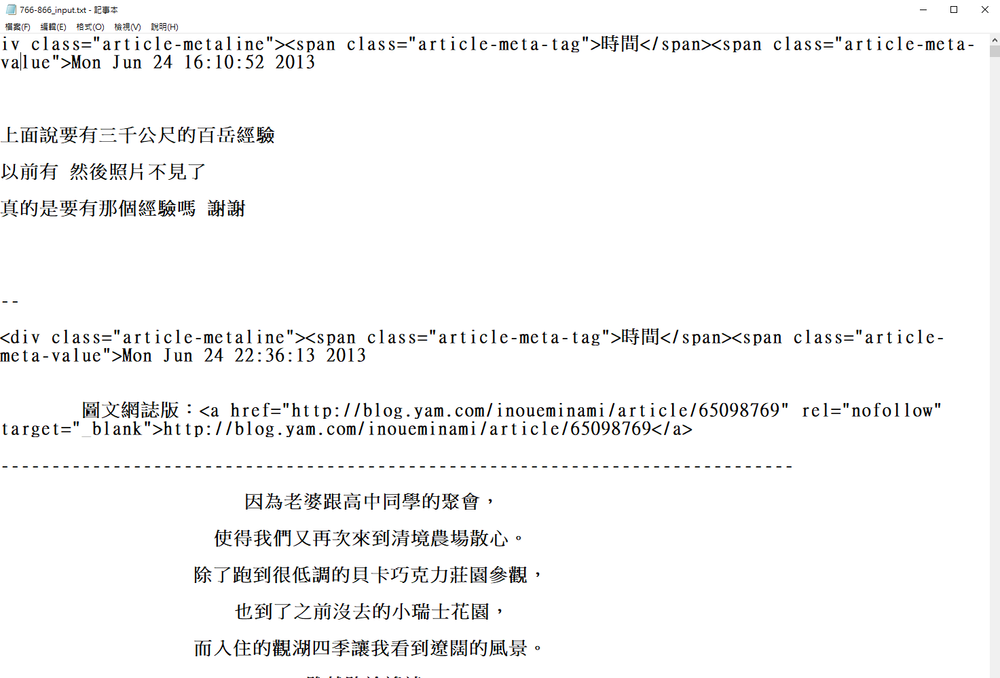 766-866_input.txt - 記事本
檔案(F) 編輯(E) 格式(O) 檢視(V) 說明(H)
iv class="article-metaline"><span class="article-meta-tag">時間</span><span class="article-meta-
value">Mon Jun 24 16:10:52 2013
上面說要有三千公尺的百岳經驗
以前有 然後照片不見了
真的是要有那個經驗嗎 謝謝
--
<div class="article-metaline"><span class="article-meta-tag">時間</span><span class="article-
meta-value">Mon Jun 24 22:36:13 2013
圖文網誌版：<a href="http://blog.yam.com/inoueminami/article/65098769" rel="nofollow"
target="_blank">http://blog.yam.com/inoueminami/article/65098769</a>
------------------------------------------------------------------------------
因為老婆跟高中同學的聚會，
使得我們又再次來到清境農場散心。
除了跑到很低調的貝卡巧克力莊園參觀，
也到了之前沒去的小瑞士花園，
而入住的觀湖四季讓我看到遼闊的風景。